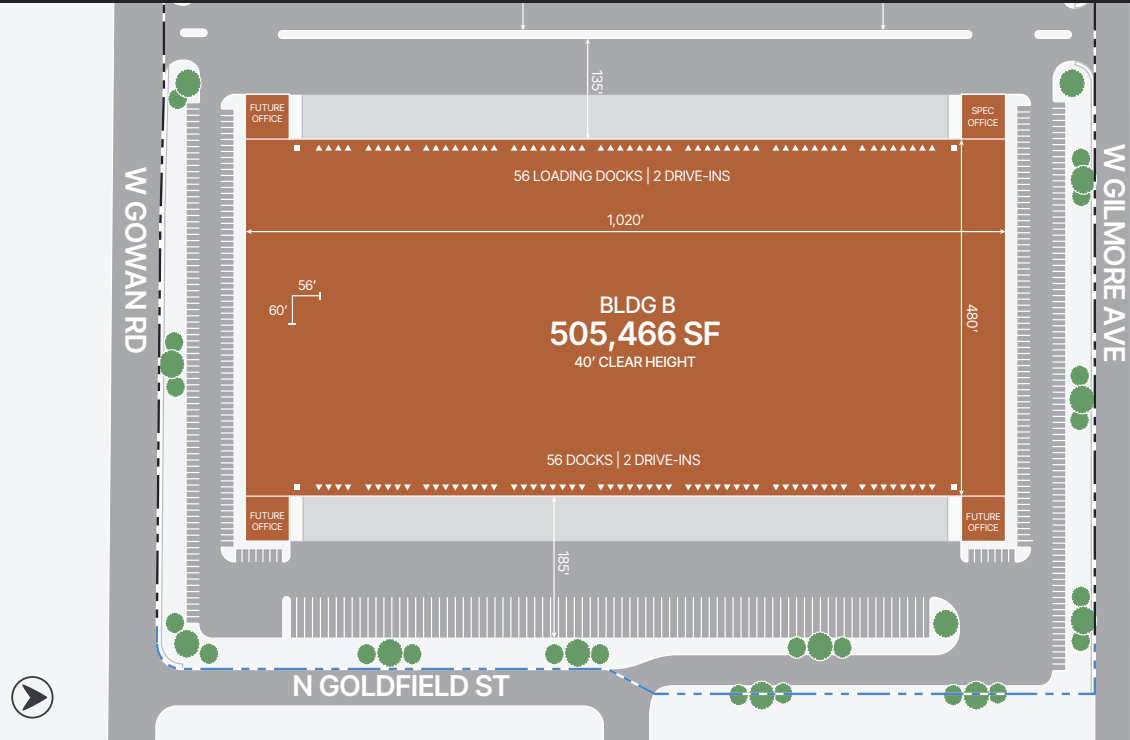 135’
FUTURE
OFFICE
SPEC
OFFICE
56 LOADING DOCKS | 2 DRIVE-INS
W GOWAN RD
W GILMORE AVE
1,020’
56’
60’
BLDG B
505,466 SF
40’ CLEAR HEIGHT
480’
56 DOCKS | 2 DRIVE-INS
FUTURE
OFFICE
FUTURE
OFFICE
185’
N GOLDFIELD ST